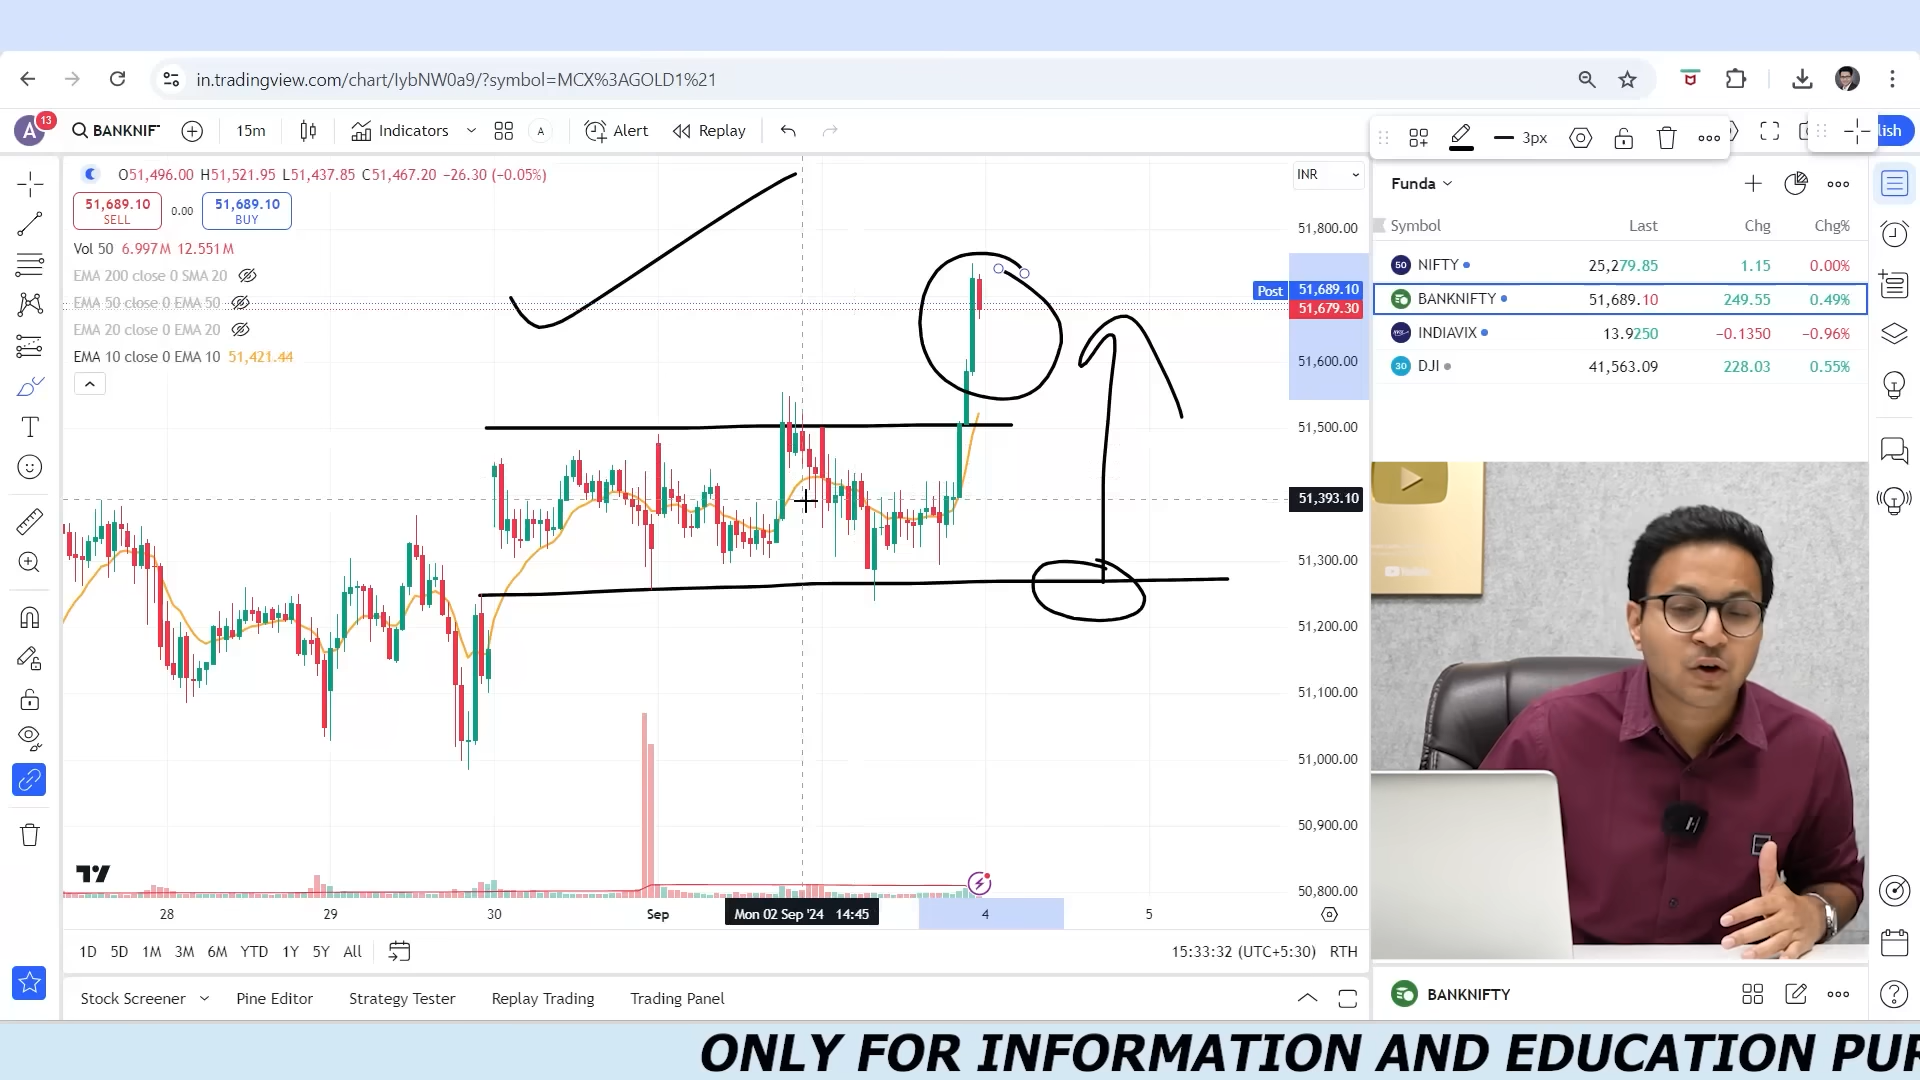 in.tradingview.com/chart/IybNW0a9/?symbol=MCX%3AGOLD1%21
A 13 BANKNIF 15m Indicators A Alert Replay 3px lish
O51,496.00 H51,521.95 L51,437.85 C51,467.20 −26.30 (−0.05%)
INR
51,689.10 SELL 0.00 51,689.10 BUY
Vol 50 6.997M 12.551M
EMA 200 close 0 SMA 20
EMA 50 close 0 EMA 50
EMA 20 close 0 EMA 20
EMA 10 close 0 EMA 10 51,421.44
51,800.00
Post 51,689.10
51,679.30
51,600.00
51,500.00
51,393.10
51,300.00
51,200.00
51,100.00
51,000.00
50,900.00
50,800.00
28 29 30 Sep Mon 02 Sep '24 14:45 4 5
1D 5D 1M 3M 6M YTD 1Y 5Y All 15:33:32 (UTC+5:30) RTH
Stock Screener Pine Editor Strategy Tester Replay Trading Trading Panel
Funda
Symbol Last Chg Chg%
50 NIFTY 25,279.85 1.15 0.00%
BANKNIFTY 51,689.10 249.55 0.49%
INDIAVIX 13.9250 −0.1350 −0.96%
30 DJI 41,563.09 228.03 0.55%
BANKNIFTY
ONLY FOR INFORMATION AND EDUCATION PUR